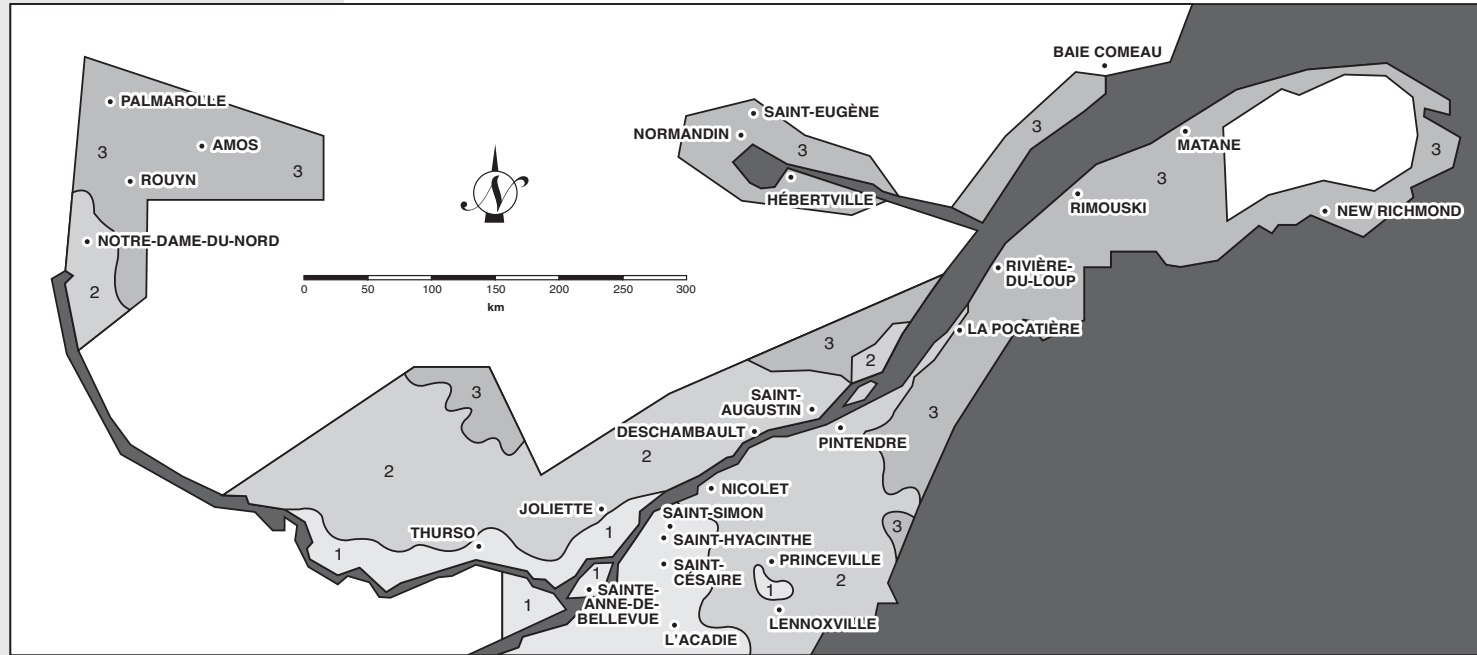 BAIE COMEAU
PALMAROLLE
SAINT-EUGÈNE
NORMANDIN
3
3
MATANE
AMOS
3
3
3
3
3
ROUYN
HÉBERTVILLE
RIMOUSKI
NEW RICHMOND
NOTRE-DAME-DU-NORD
RIVIÈRE-
DU-LOUP
2
0 50 100 150 200 250 300
km
LA POCATIÈRE
3
2
3
SAINT-
AUGUSTIN
3
DESCHAMBAULT
PINTENDRE
2
2
NICOLET
JOLIETTE
SAINT-SIMON
THURSO
1
3
SAINT-HYACINTHE
1
PRINCEVILLE
SAINT-
CÉSAIRE
1
2
1
SAINTE-
ANNE-DE-
BELLEVUE
1
LENNOXVILLE
L'ACADIE